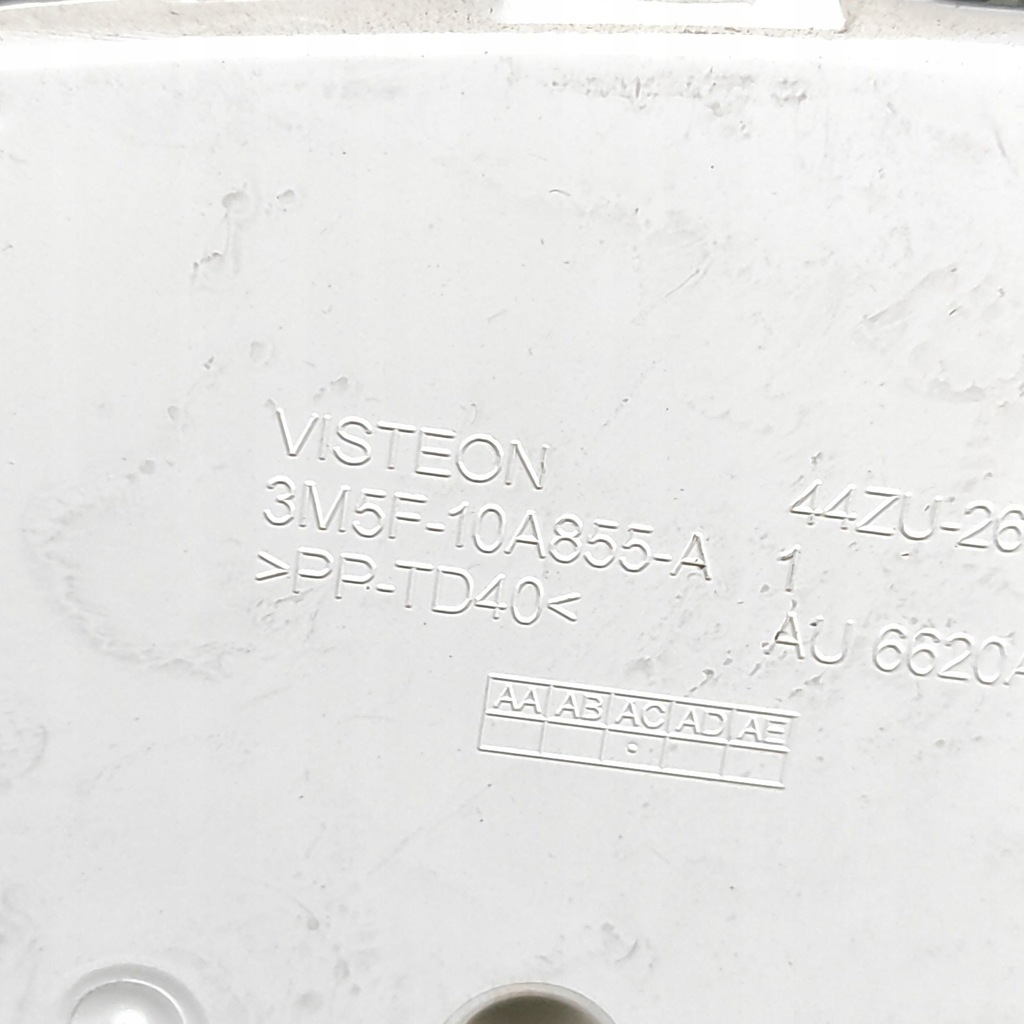 VISTEON
3M5F-10A855-A
>PP-TD40<
44ZU-26
1
AU 6620A
AA AB AC AD AE